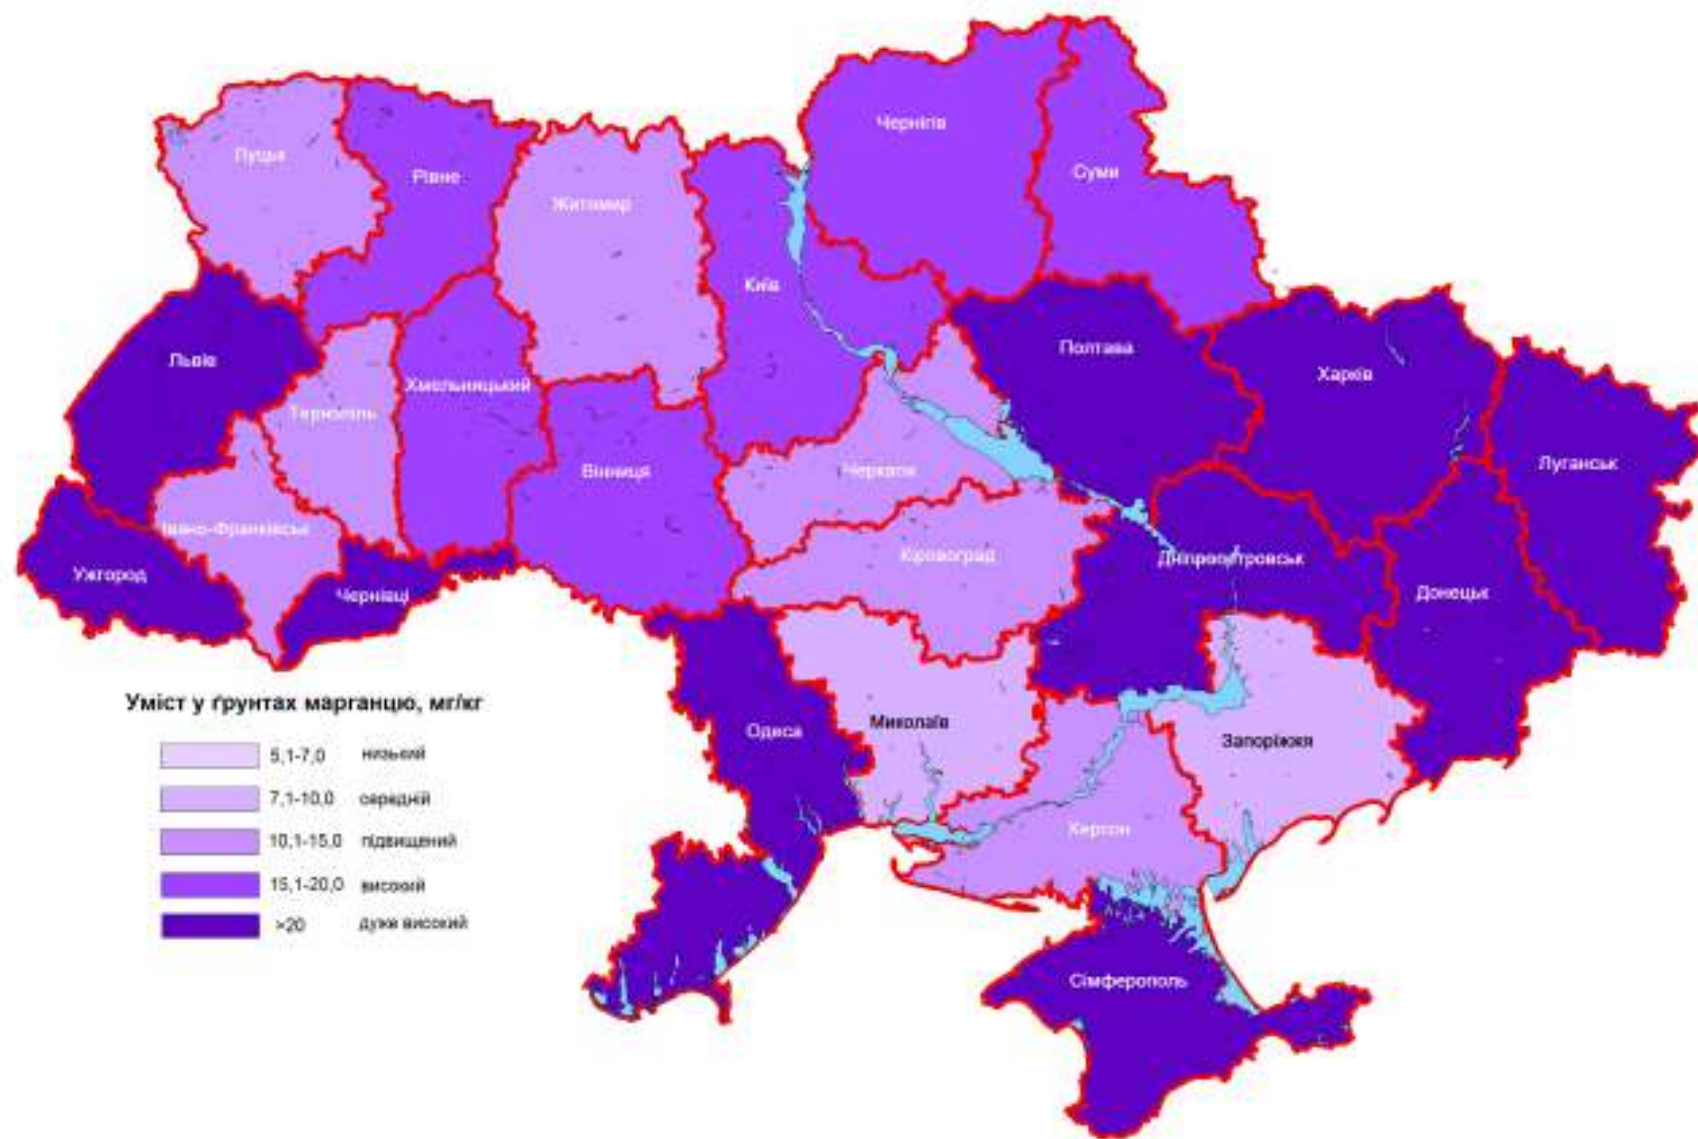 Чернігів
Луцьк
Рівне
Суми
Житомир
Київ
Львів
Полтава
Харків
Хмельницький
Тернопіль
Вінниця
Черкаси
Луганськ
Івано-Франківськ
Кіровоград
Дніпропетровськ
Ужгород
Чернівці
Донецьк
Одеса
Миколаїв
Запоріжжя
Херсон
Сімферополь
Уміст у ґрунтах марганцю, мг/кг
5,1-7,0 низький
7,1-10,0 середній
10,1-15,0 підвищений
15,1-20,0 високий
>20 дуже високий